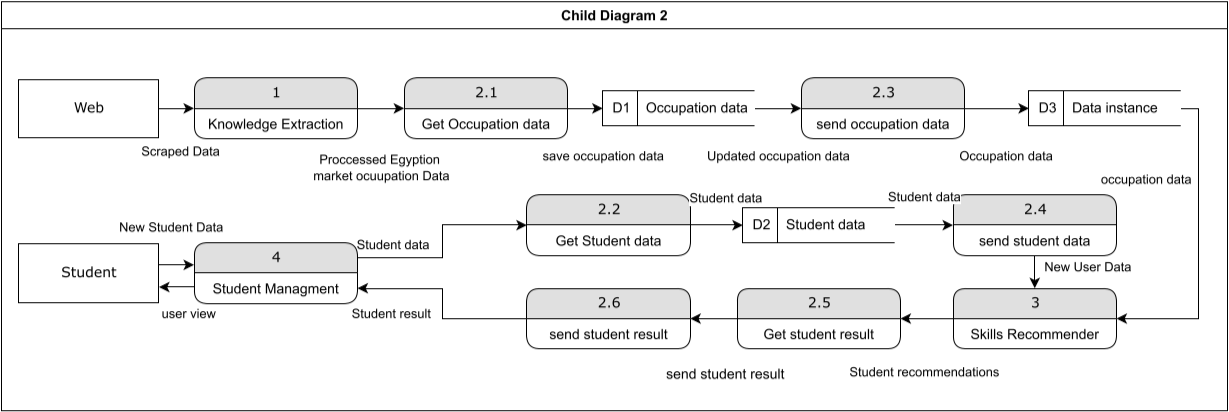 Child Diagram 2
Web
1
Knowledge Extraction
2.1
Get Occupation data
D1
Occupation data
2.3
send occupation data
D3
Data instance
Scraped Data
Proccessed Egyption
market ocuupation Data
save occupation data
Updated occupation data
Occupation data
occupation data
New Student Data
Student data
2.2
Get Student data
Student data
D2
Student data
Student data
2.4
send student data
Student
4
Student Managment
New User Data
user view
Student result
2.6
send student result
2.5
Get student result
3
Skills Recommender
send student result
Student recommendations